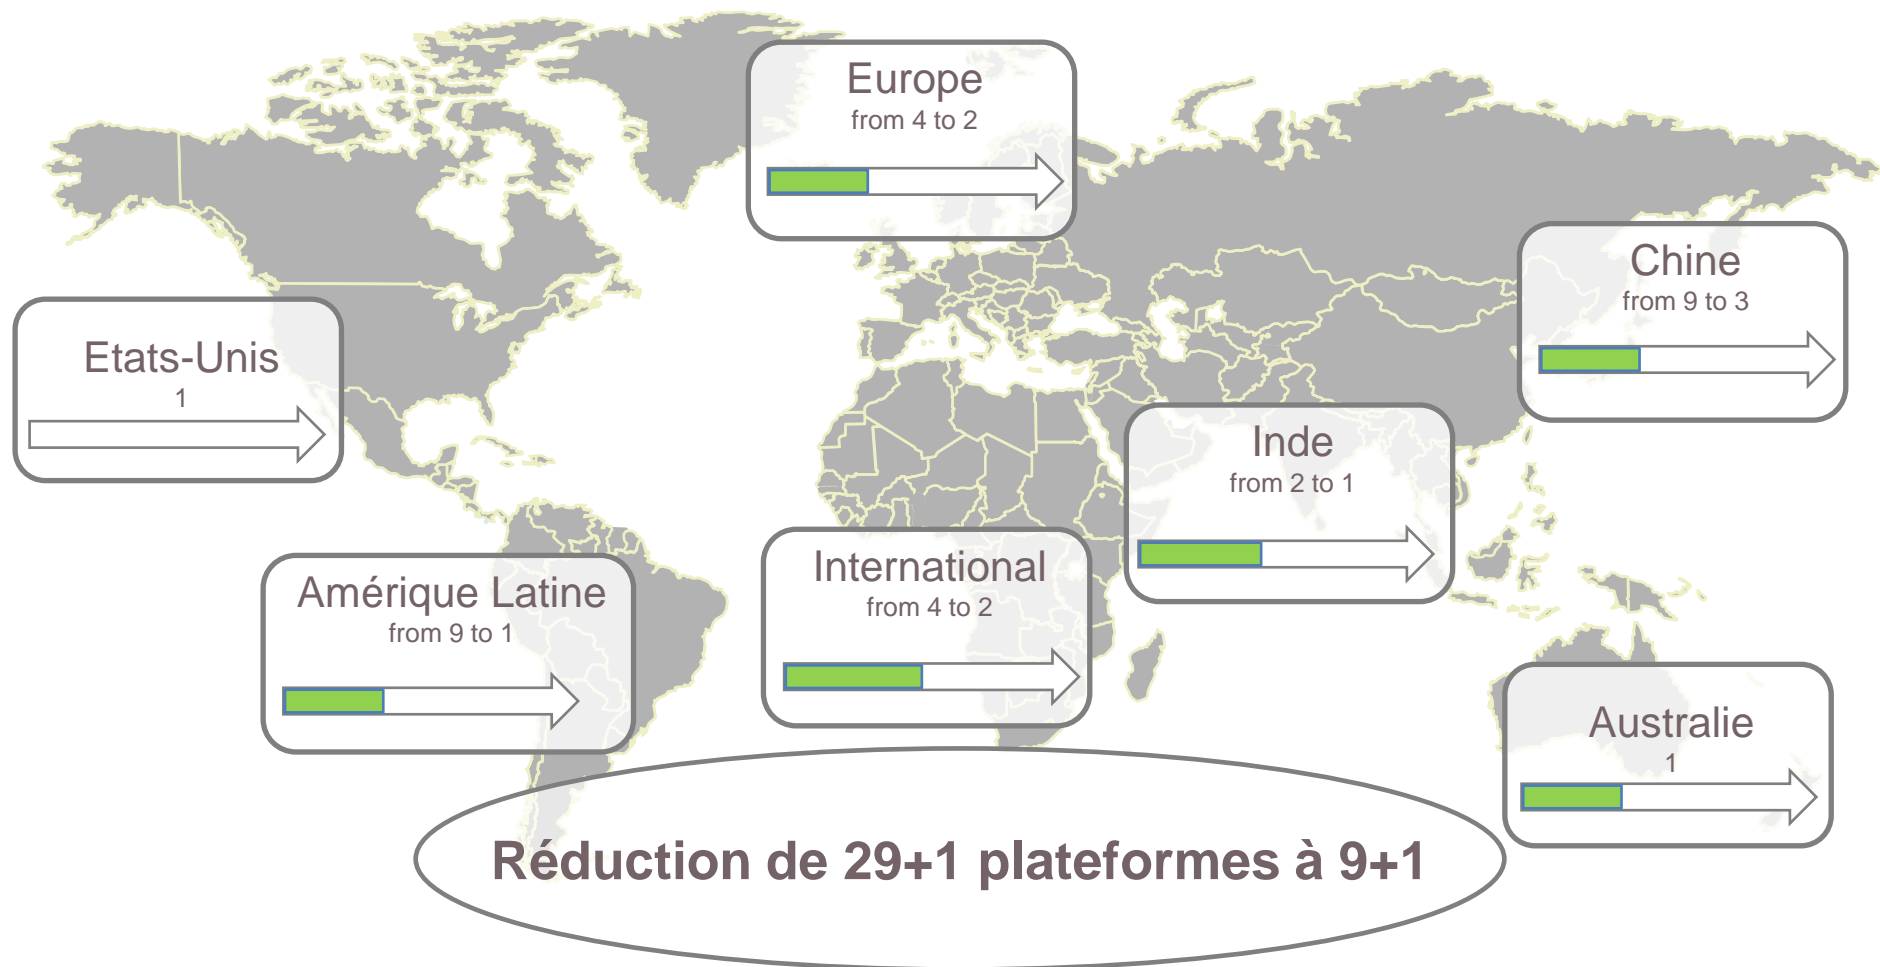 Europe
from 4 to 2
Chine
from 9 to 3
Etats-Unis
1
Inde
from 2 to 1
International
from 4 to 2
Amérique Latine
from 9 to 1
Australie
1
Réduction de 29+1 plateformes à 9+1